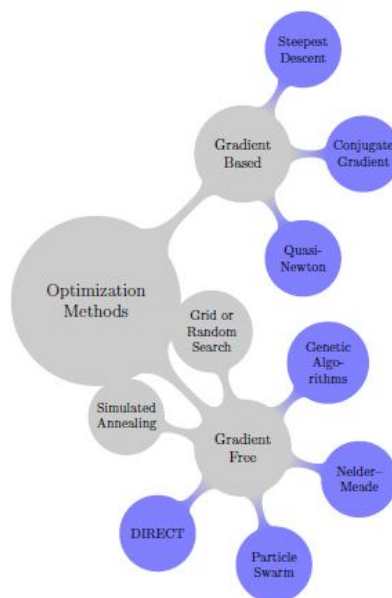 Steepest
Descent
Gradient
Based
Conjugate
Gradient
Quasi-
Newton
Optimization
Methods
Grid or
Random
Search
Genetic
Algo-
rithms
Simulated
Annealing
Gradient
Free
Nelder–
Meade
DIRECT
Particle
Swarm